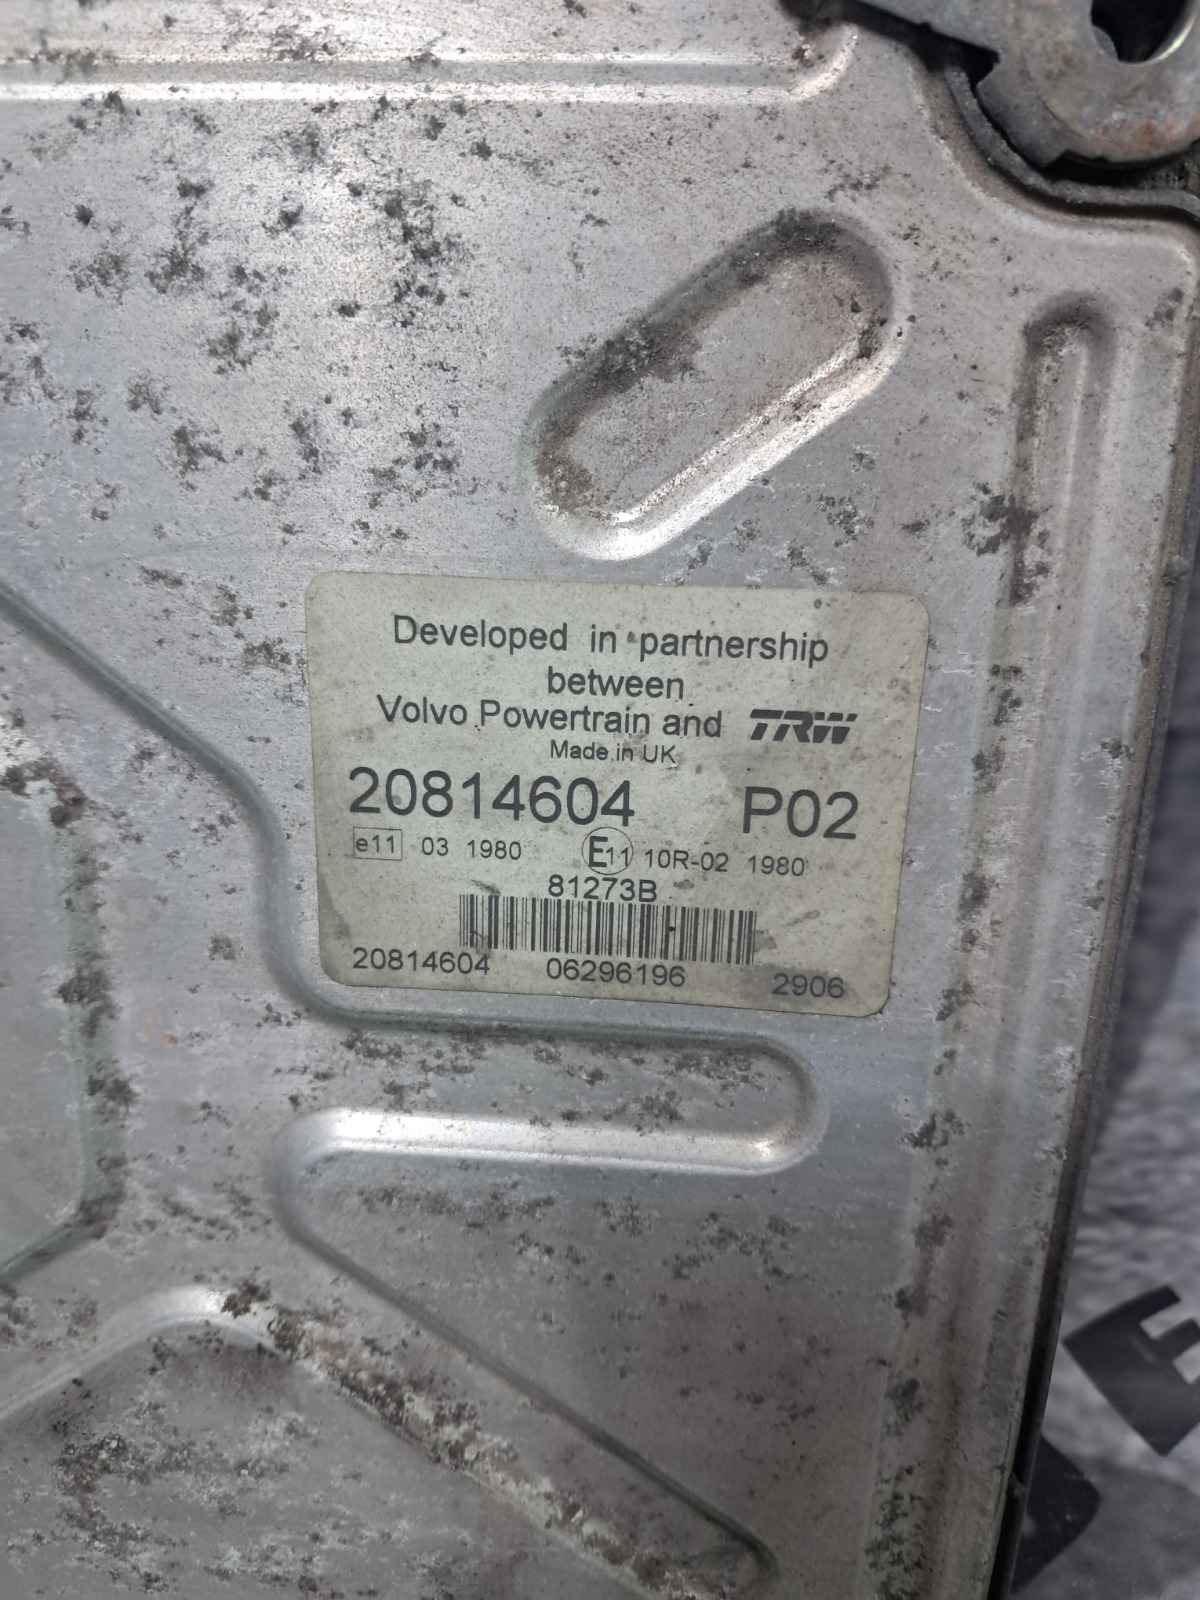 Developed in partnership
between
Volvo Powertrain and TRW
Made in UK
20814604 P02
e11 03 1980 E11 10R-02 1980
81273B
20814604 06296196 2906